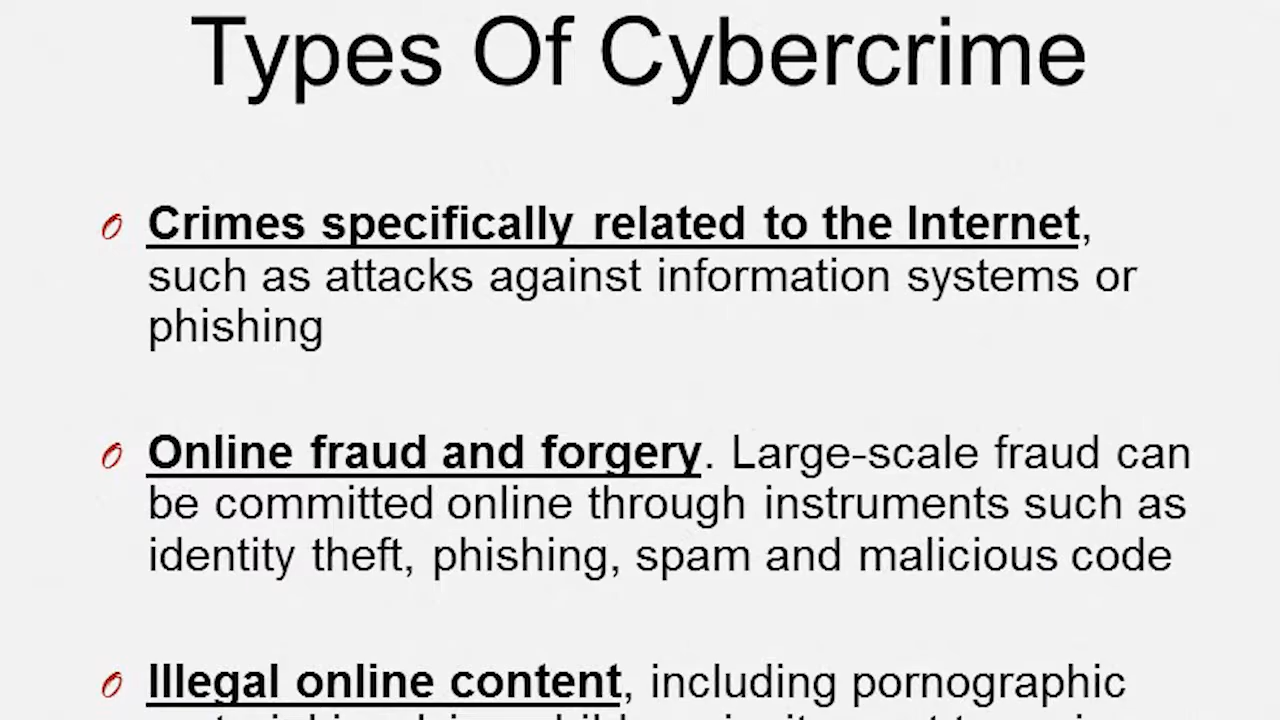 Types Of Cybercrime
Crimes specifically related to the Internet,
such as attacks against information systems or
phishing
Online fraud and forgery. Large-scale fraud can
be committed online through instruments such as
identity theft, phishing, spam and malicious code
Illegal online content, including pornographic